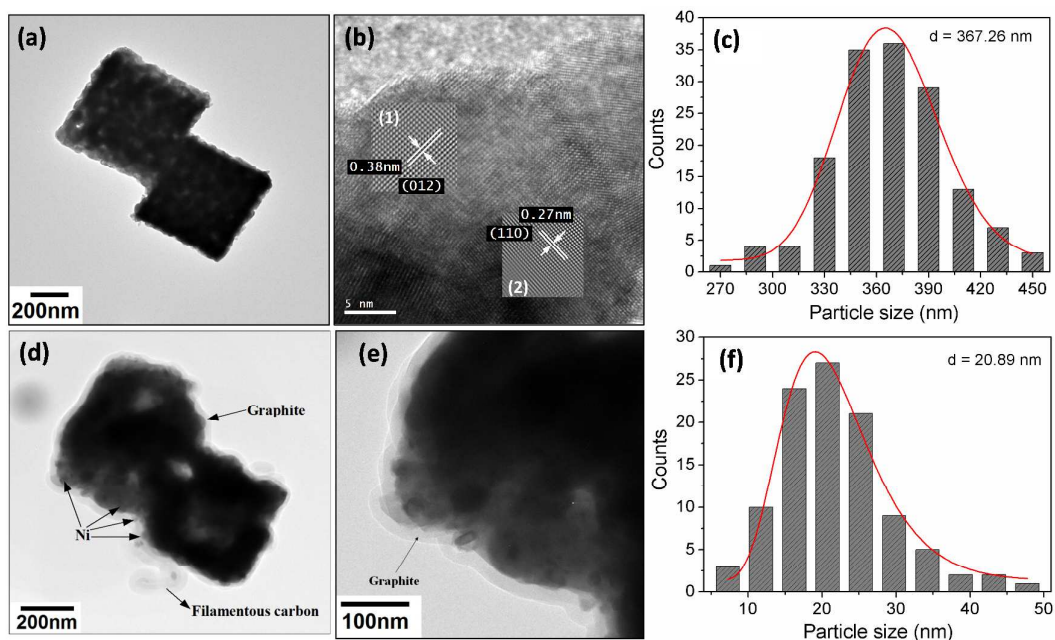 (a)
200nm
(b)
(1)
0.38nm
(012)
0.27nm
(110)
(2)
5 nm
(c)
d = 367.26 nm
Counts
40
35
30
25
20
15
10
5
0
270 300 330 360 390 420 450
Particle size (nm)
(d)
Graphite
Ni
Filamentous carbon
200nm
(e)
Graphite
100nm
(f)
d = 20.89 nm
Counts
30
25
20
15
10
5
0
10 20 30 40 50
Particle size (nm)